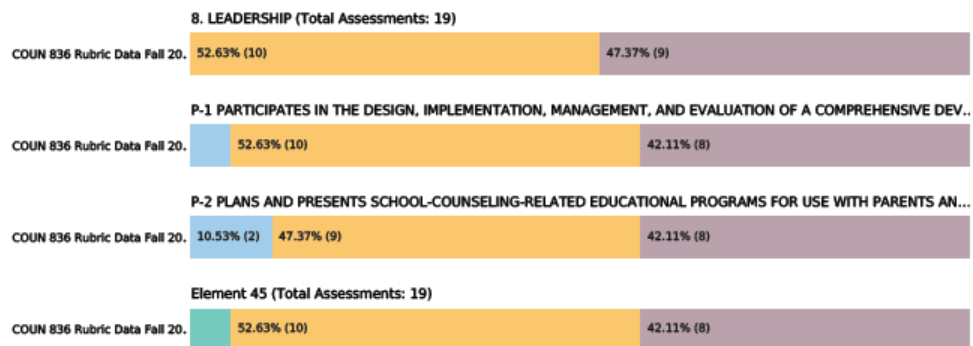 8. LEADERSHIP (Total Assessments: 19)
COUN 836 Rubric Data Fall 20. 52.63% (10) 47.37% (9)
P-1 PARTICIPATES IN THE DESIGN, IMPLEMENTATION, MANAGEMENT, AND EVALUATION OF A COMPREHENSIVE DEV..
COUN 836 Rubric Data Fall 20. 52.63% (10) 42.11% (8)
P-2 PLANS AND PRESENTS SCHOOL-COUNSELING-RELATED EDUCATIONAL PROGRAMS FOR USE WITH PARENTS AN...
COUN 836 Rubric Data Fall 20. 10.53% (2) 47.37% (9) 42.11% (8)
Element 45 (Total Assessments: 19)
COUN 836 Rubric Data Fall 20. 52.63% (10) 42.11% (8)